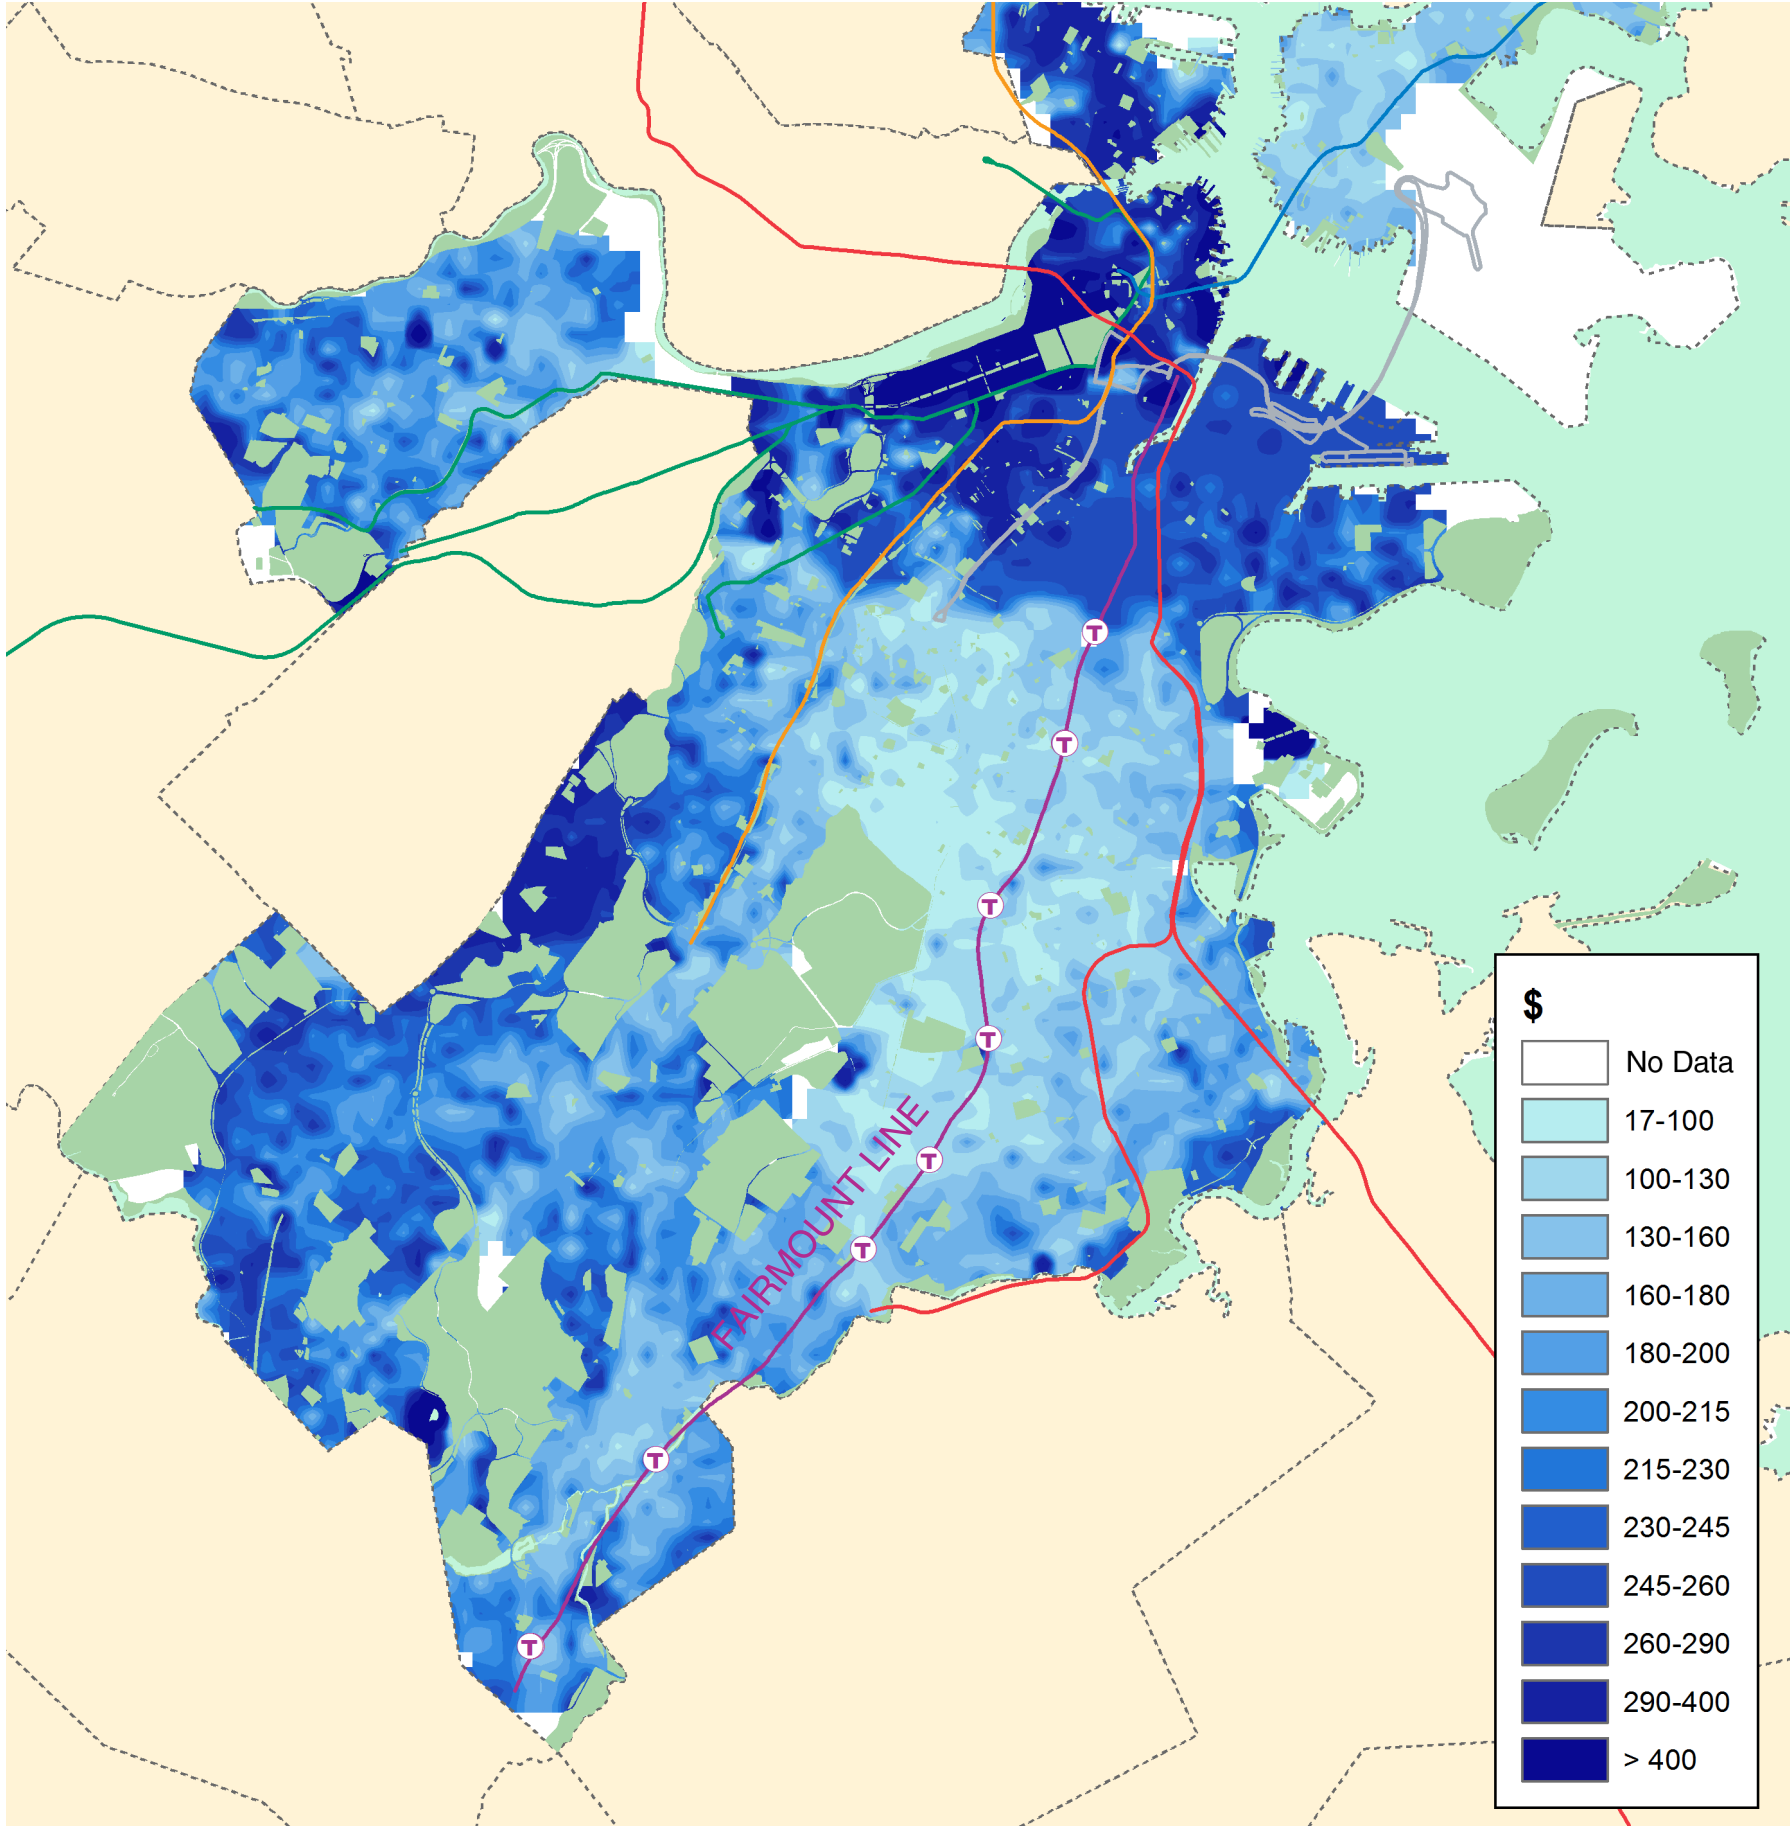 T
T
T
T
T
FAIRMOUNT LINE
T
T
T
$
No Data
17-100
100-130
130-160
160-180
180-200
200-215
215-230
230-245
245-260
260-290
290-400
> 400